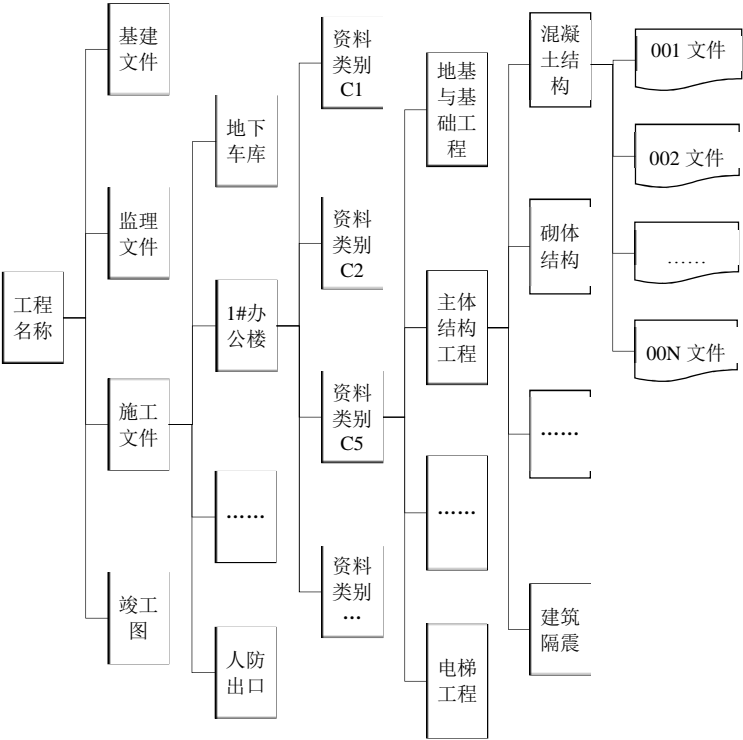 工程
名称
基建
文件
监理
文件
施工
文件
竣工
图
地下
车库
1#办
公楼
……
人防
出口
资料
类别
C1
资料
类别
C2
资料
类别
C5
资料
类别
…
地基
与基
础工
程
主体
结构
工程
……
电梯
工程
混凝
土结
构
砌体
结构
……
建筑
隔震
001 文件
002 文件
……
00N 文件